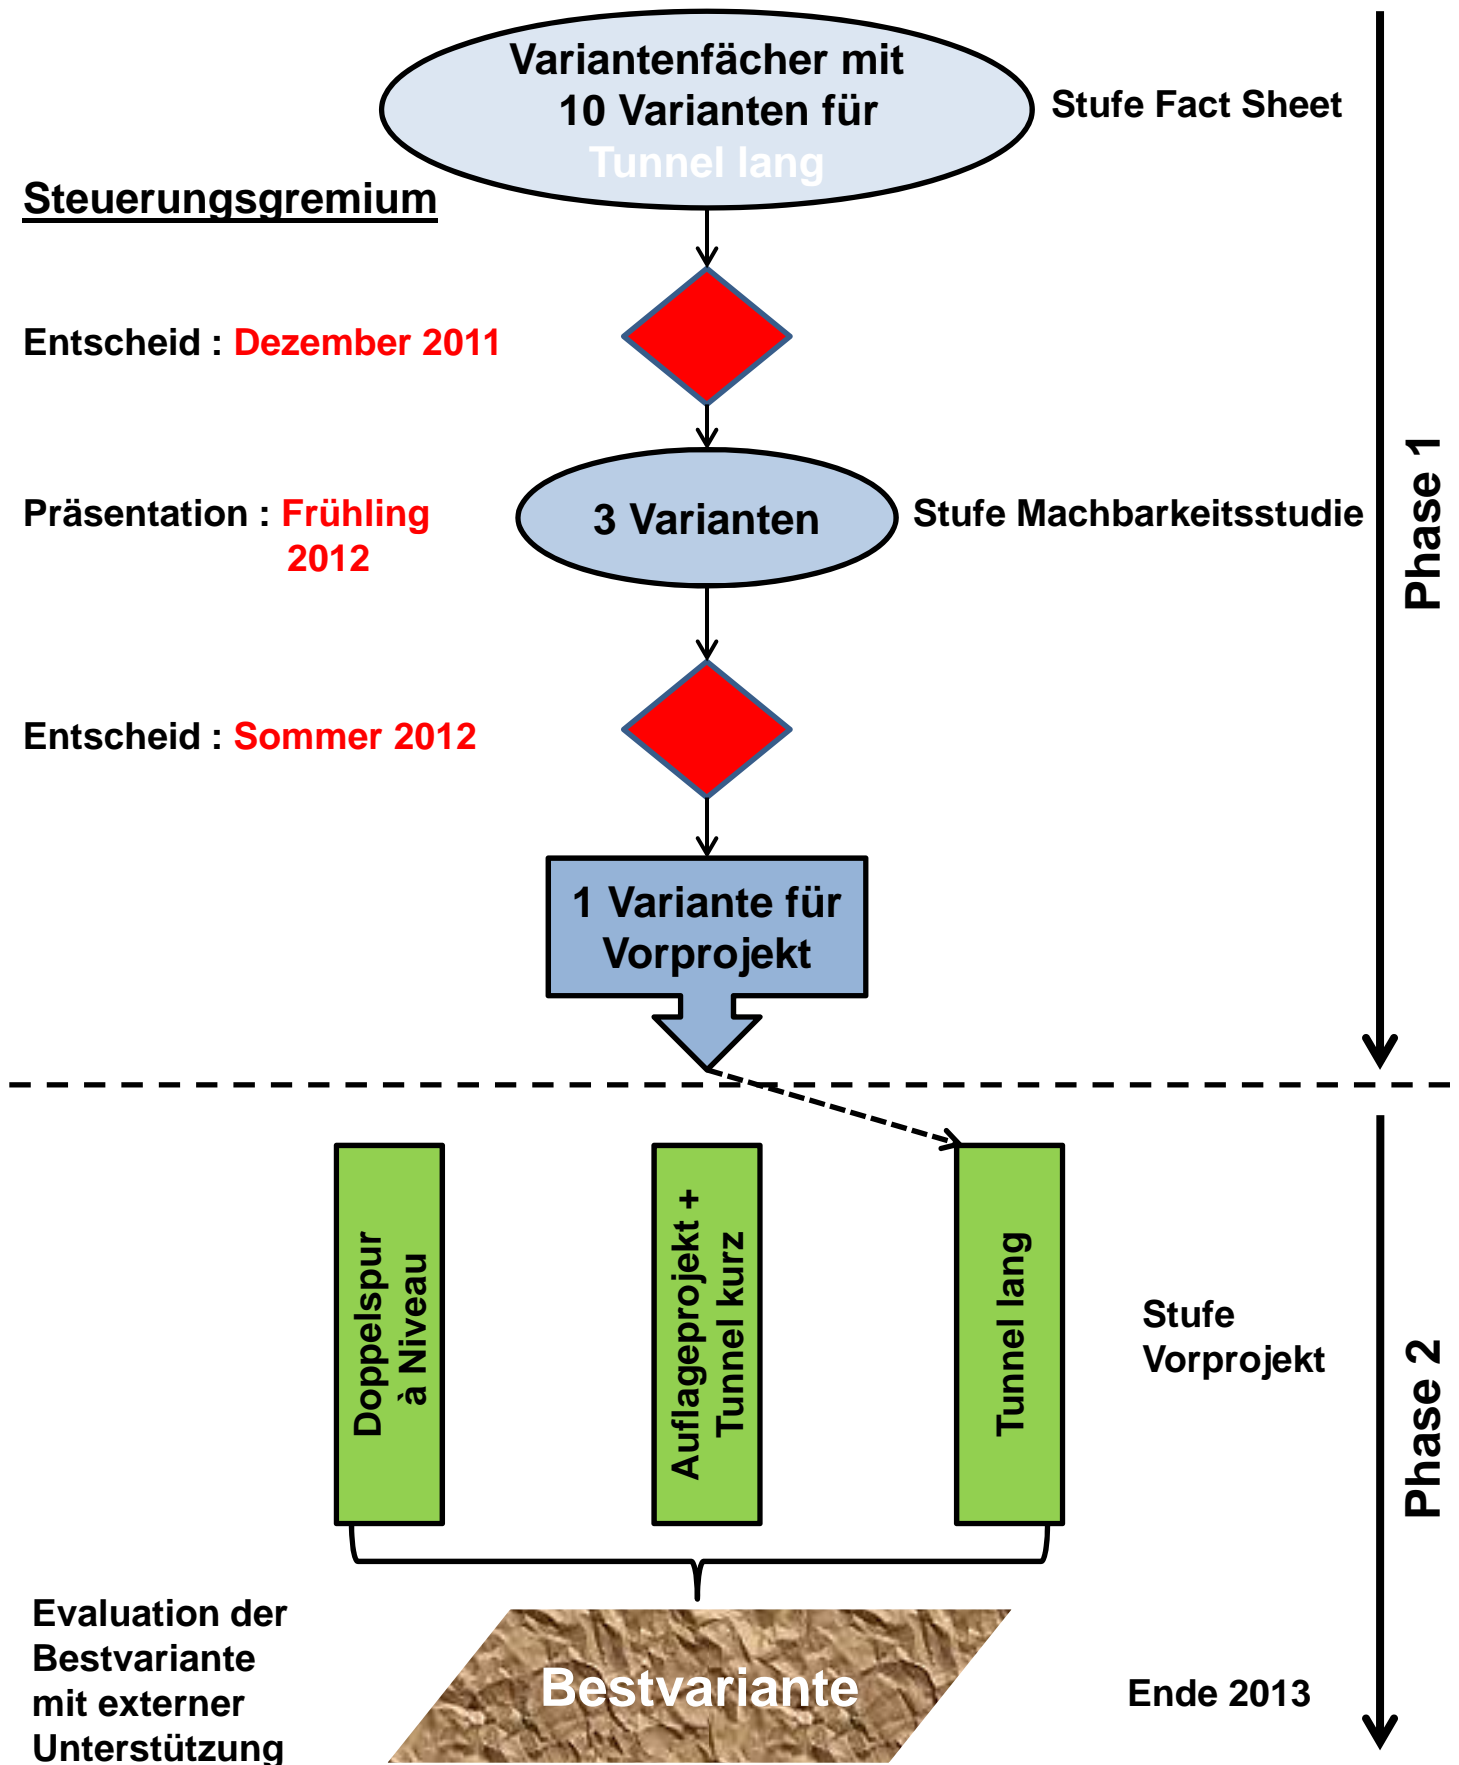 Variantenfächer mit
10 Varianten für
Tunnel lang
Stufe Fact Sheet
Steuerungsgremium
Entscheid : Dezember 2011
Präsentation : Frühling
2012
3 Varianten
Stufe Machbarkeitsstudie
Phase 1
Entscheid : Sommer 2012
1 Variante für
Vorprojekt
Doppelspur
à Niveau
Auflageprojekt +
Tunnel kurz
Tunnel lang
Stufe
Vorprojekt
Phase 2
Evaluation der
Bestvariante
mit externer
Unterstützung
Bestvariante
Ende 2013